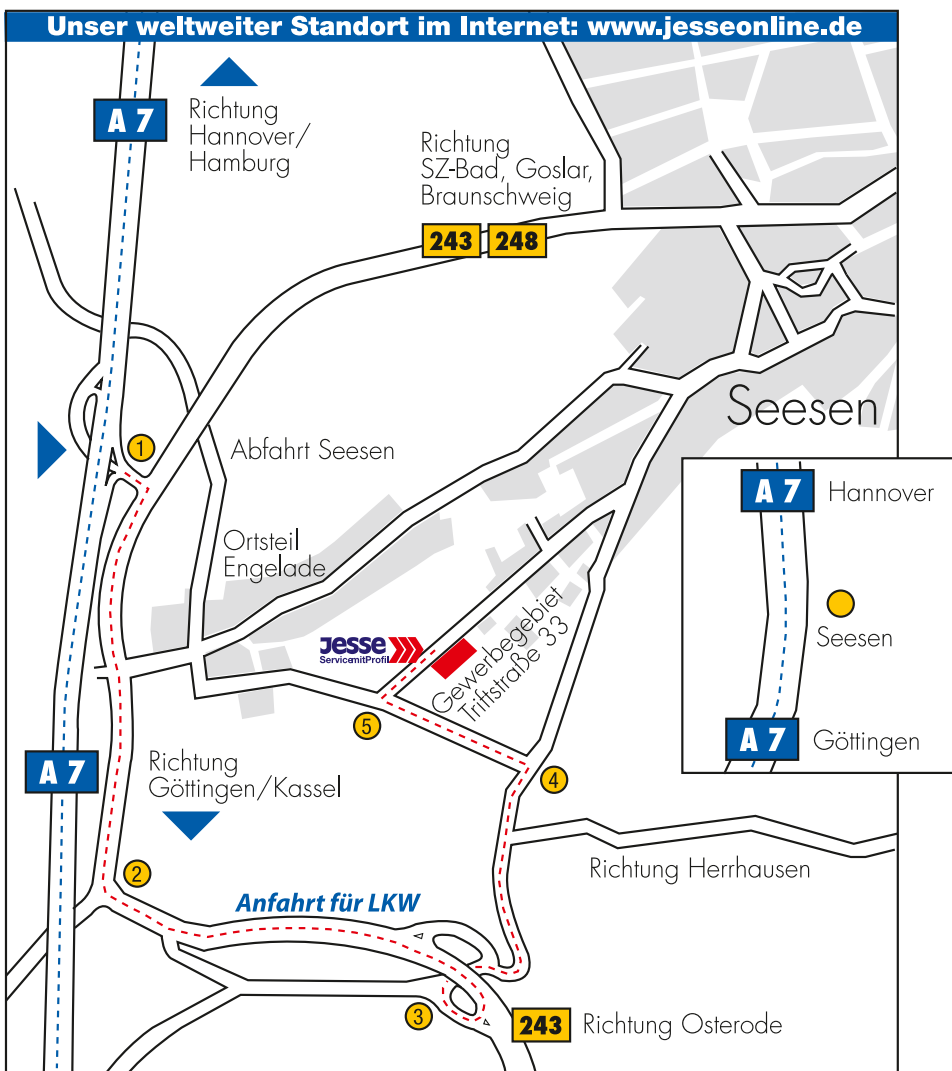 Unser weltweiter Standort im Internet: www.jesseonline.de
A 7
Richtung
Hannover/
Hamburg
Richtung
SZ-Bad, Goslar,
Braunschweig
243 248
Seesen
1
Abfahrt Seesen
A 7 Hannover
Seesen
A 7 Göttingen
Ortsteil
Engelade
JESSE
ServicemitProfil
Gewerbegebiet
Triftstraße 33
5
4
A 7
Richtung
Göttingen/Kassel
2
Richtung Herrhausen
Anfahrt für LKW
3
243 Richtung Osterode